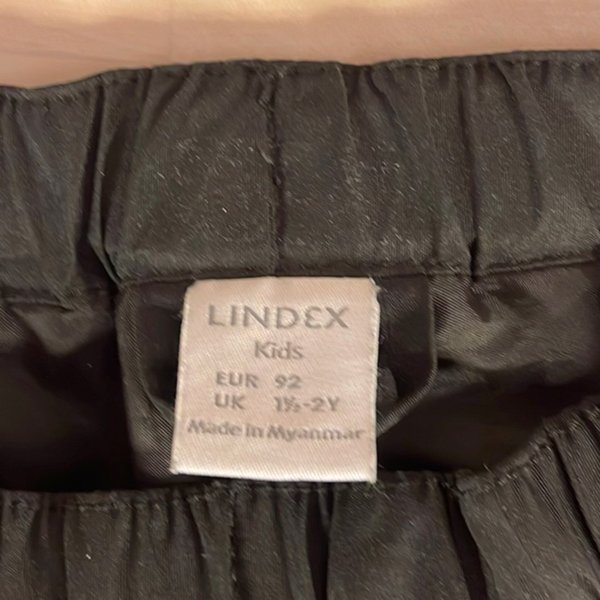 LINDEX
Kids
EUR 92
UK 1½-2Y
Made in Myanmar